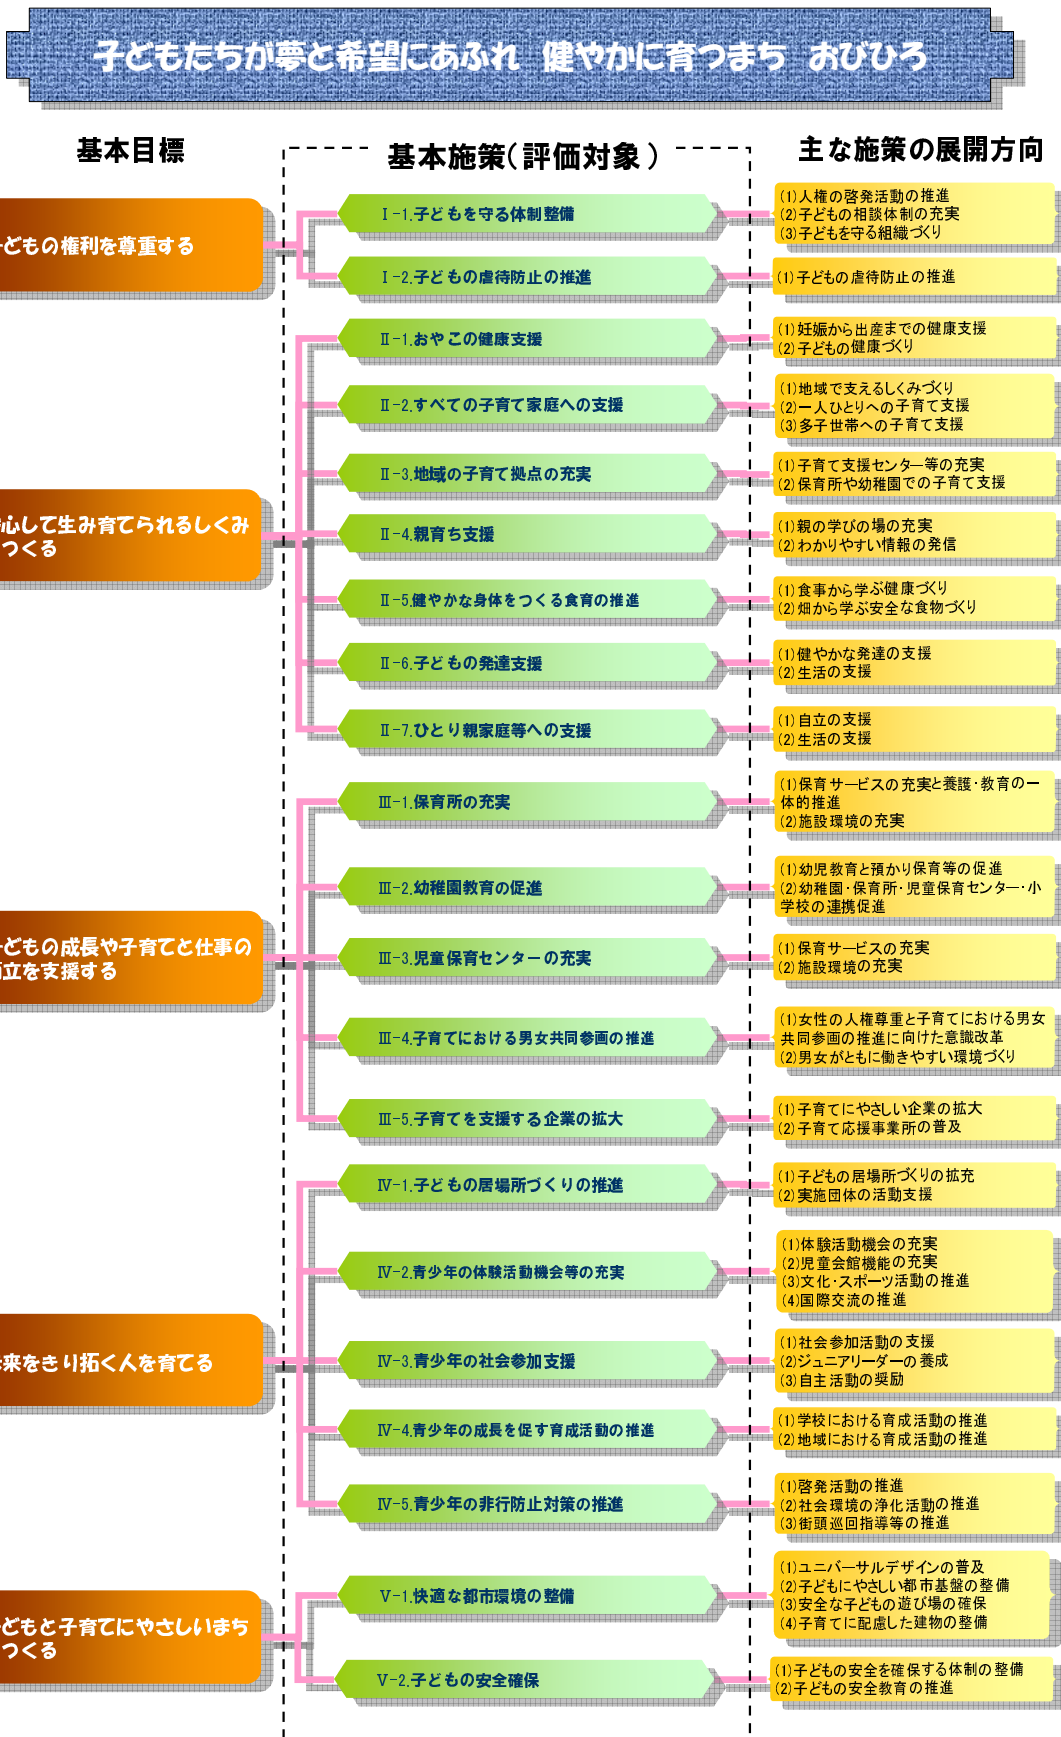 子どもたちが夢と希望にあふれ 健やかに育つまち おびひろ
基本目標
基本施策(評価対象)
主な施策の展開方向
どもの権利を尊重する
Ⅰ-1.子どもを守る体制整備
(1)人権の啓発活動の推進
(2)子どもの相談体制の充実
(3)子どもを守る組織づくり
Ⅰ-2.子どもの虐待防止の推進
(1)子どもの虐待防止の推進
心して生み育てられるしくみ
つくる
Ⅱ-1.おやこの健康支援
(1)妊娠から出産までの健康支援
(2)子どもの健康づくり
Ⅱ-2.すべての子育て家庭への支援
(1)地域で支えるしくみづくり
(2)一人ひとりへの子育て支援
(3)多子世帯への子育て支援
Ⅱ-3.地域の子育て拠点の充実
(1)子育て支援センター等の充実
(2)保育所や幼稚園での子育て支援
Ⅱ-4.親育ち支援
(1)親の学びの場の充実
(2)わかりやすい情報の発信
Ⅱ-5.健やかな身体をつくる食育の推進
(1)食事から学ぶ健康づくり
(2)畑から学ぶ安全な食物づくり
Ⅱ-6.子どもの発達支援
(1)健やかな発達の支援
(2)生活の支援
Ⅱ-7.ひとり親家庭等への支援
(1)自立の支援
(2)生活の支援
どもの成長や子育てと仕事の
立を支援する
Ⅲ-1.保育所の充実
(1)保育サービスの充実と養護・教育の一
体的推進
(2)施設環境の充実
Ⅲ-2.幼稚園教育の促進
(1)幼児教育と預かり保育等の促進
(2)幼稚園・保育所・児童保育センター・小
学校の連携促進
Ⅲ-3.児童保育センターの充実
(1)保育サービスの充実
(2)施設環境の充実
Ⅲ-4.子育てにおける男女共同参画の推進
(1)女性の人権尊重と子育てにおける男女
共同参画の推進に向けた意識改革
(2)男女がともに働きやすい環境づくり
Ⅲ-5.子育てを支援する企業の拡大
(1)子育てにやさしい企業の拡大
(2)子育て応援事業所の普及
来をきり拓く人を育てる
Ⅳ-1.子どもの居場所づくりの推進
(1)子どもの居場所づくりの拡充
(2)実施団体の活動支援
Ⅳ-2.青少年の体験活動機会等の充実
(1)体験活動機会の充実
(2)児童会館機能の充実
(3)文化・スポーツ活動の推進
(4)国際交流の推進
Ⅳ-3.青少年の社会参加支援
(1)社会参加活動の支援
(2)ジュニアリーダーの養成
(3)自主活動の奨励
Ⅳ-4.青少年の成長を促す育成活動の推進
(1)学校における育成活動の推進
(2)地域における育成活動の推進
Ⅳ-5.青少年の非行防止対策の推進
(1)啓発活動の推進
(2)社会環境の浄化活動の推進
(3)街頭巡回指導等の推進
どもと子育てにやさしいまち
つくる
Ⅴ-1.快適な都市環境の整備
(1)ユニバーサルデザインの普及
(2)子どもにやさしい都市基盤の整備
(3)安全な子どもの遊び場の確保
(4)子育てに配慮した建物の整備
Ⅴ-2.子どもの安全確保
(1)子どもの安全を確保する体制の整備
(2)子どもの安全教育の推進